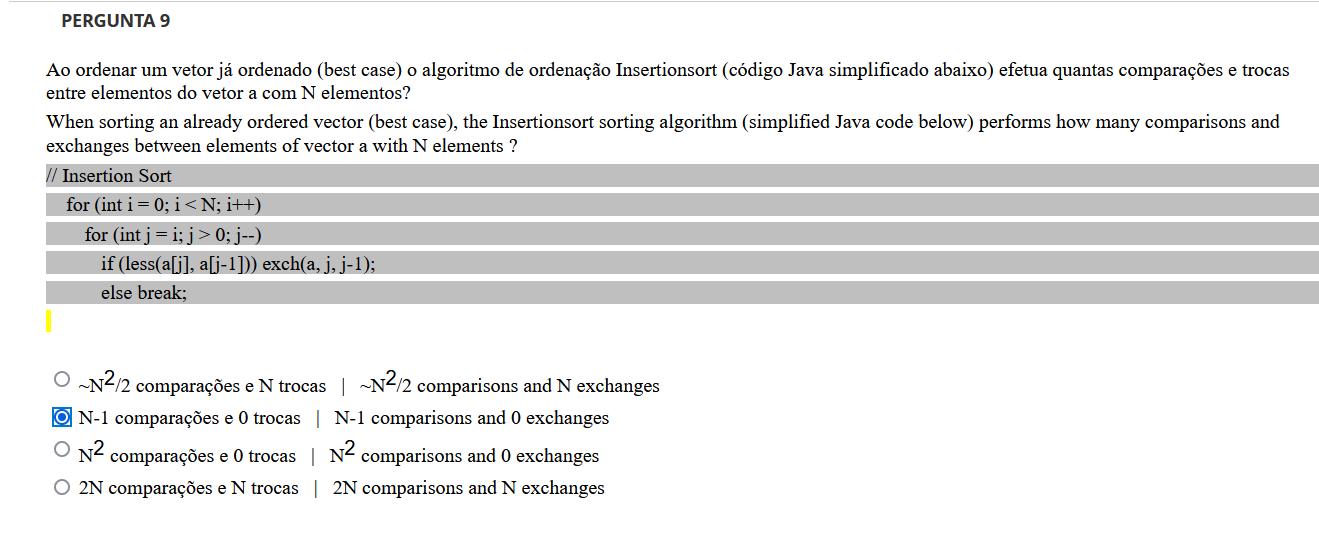 PERGUNTA 9
Ao ordenar um vetor já ordenado (best case) o algoritmo de ordenação Insertionsort (código Java simplificado abaixo) efetua quantas comparações e trocas
entre elementos do vetor a com N elementos?
When sorting an already ordered vector (best case), the Insertionsort sorting algorithm (simplified Java code below) performs how many comparisons and
exchanges between elements of vector a with N elements ?
// Insertion Sort
for (int i = 0; i < N; i++)
for (int j = i; j > 0; j--)
if (less(a[j], a[j-1])) exch(a, j, j-1);
else break;
~N2/2 comparações e N trocas | ~N2/2 comparisons and N exchanges
N-1 comparações e 0 trocas | N-1 comparisons and 0 exchanges
N2 comparações e 0 trocas | N2 comparisons and 0 exchanges
2N comparações e N trocas | 2N comparisons and N exchanges